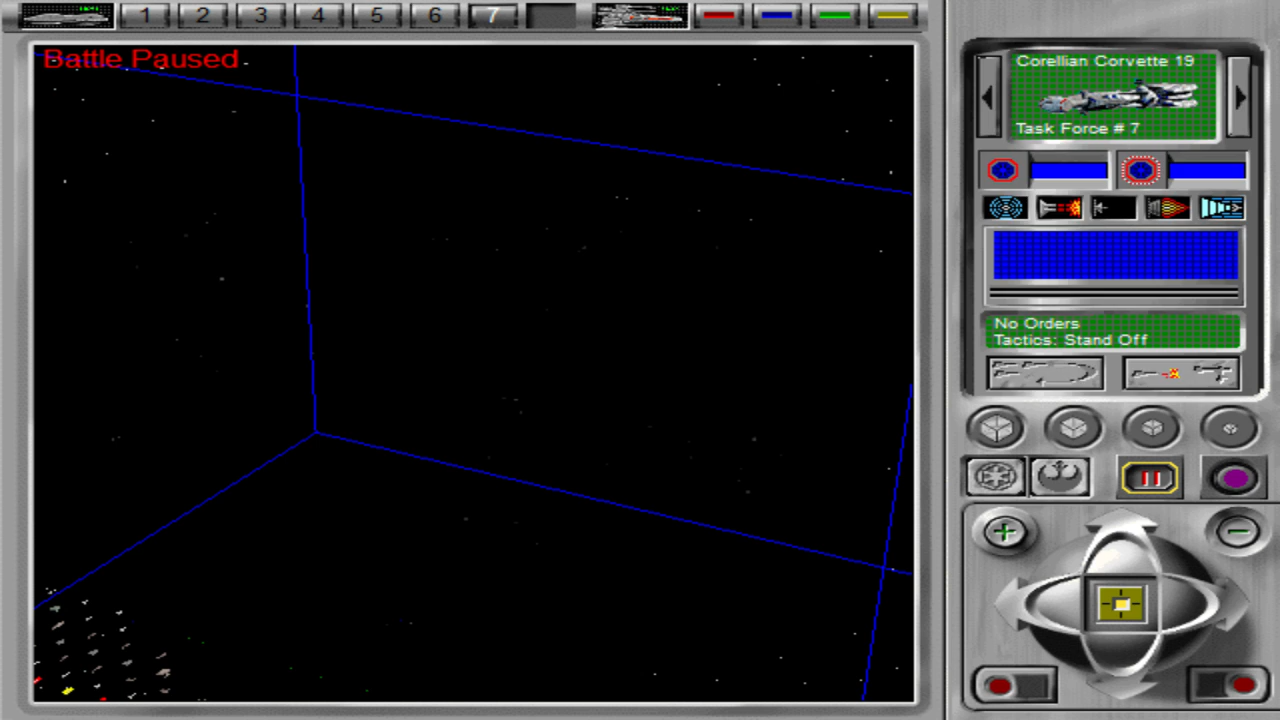 1 2 3 4 5 6 7
Battle Paused
Corellian Corvette 19
Task Force # 7
No Orders
Tactics: Stand Off